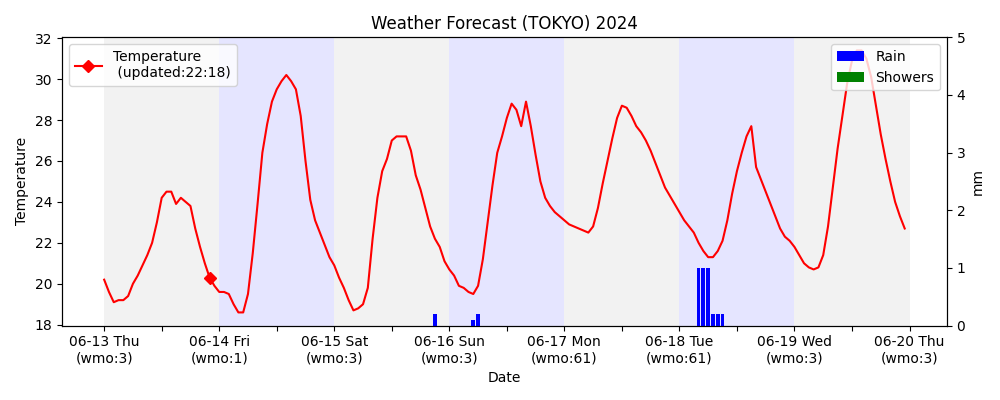 Weather Forecast (TOKYO) 2024
Temperature
(updated:22:18)
Rain
Showers
32
30
28
26
24
22
20
18
Temperature
5
4
3
2
1
0
mm
06-13 Thu
(wmo:3)
06-14 Fri
(wmo:1)
06-15 Sat
(wmo:3)
06-16 Sun
(wmo:3)
06-17 Mon
(wmo:61)
06-18 Tue
(wmo:61)
06-19 Wed
(wmo:3)
06-20 Thu
(wmo:3)
Date